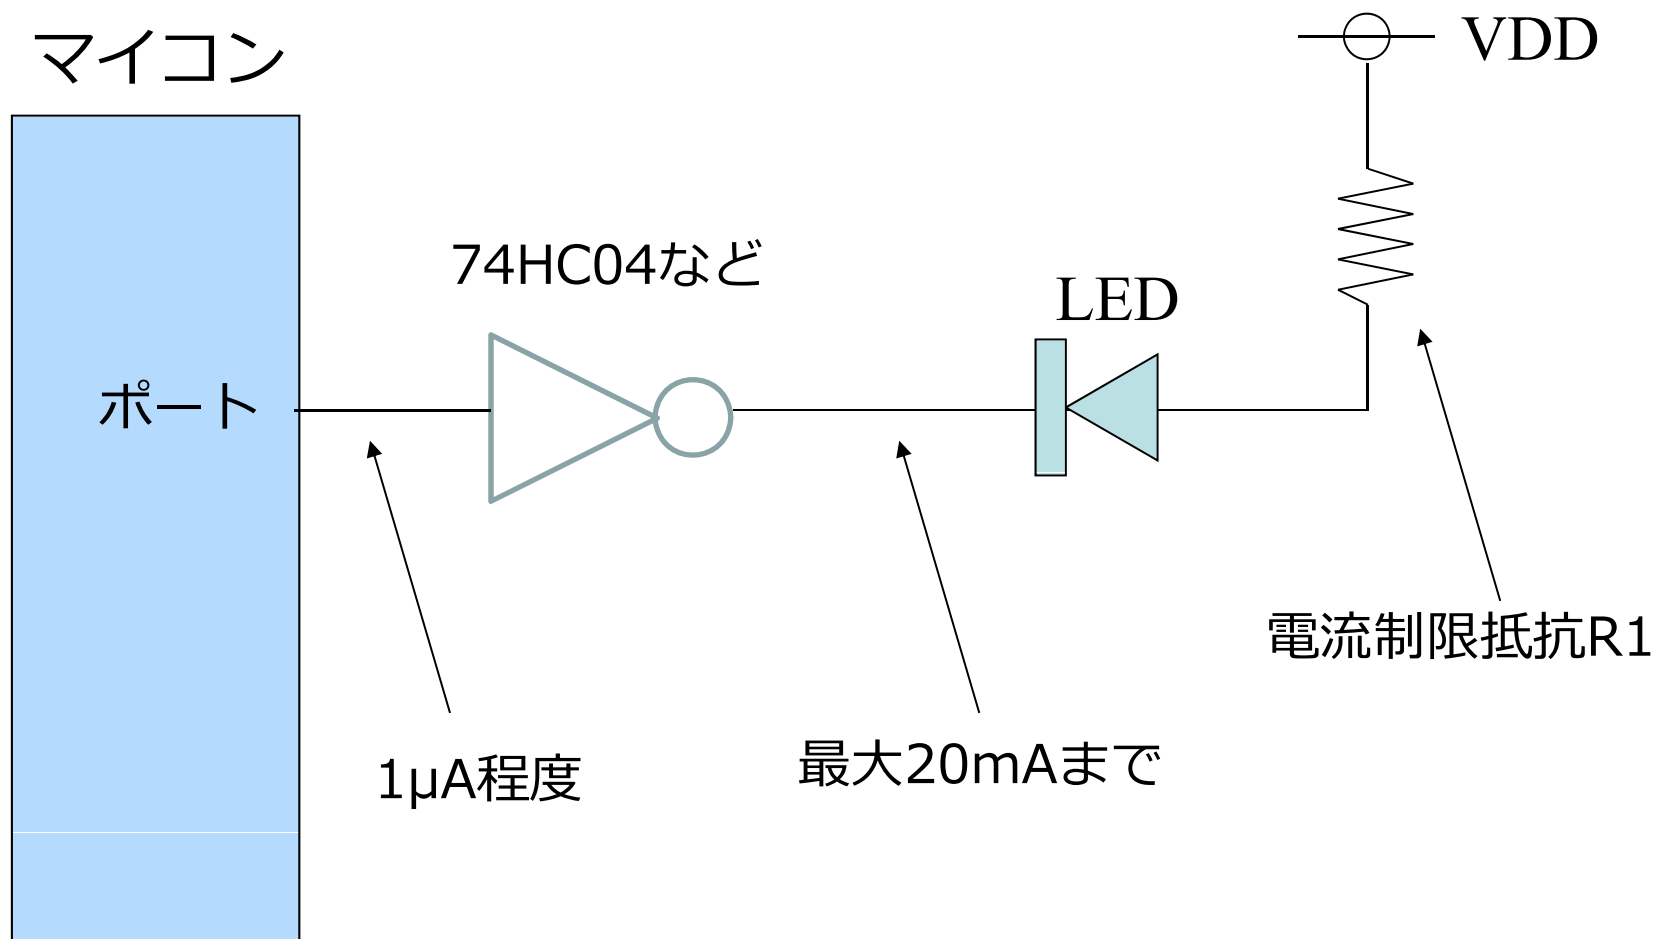 マイコン
VDD
74HC04など
LED
ポート
電流制限抵抗R1
1μA程度
最大20mAまで